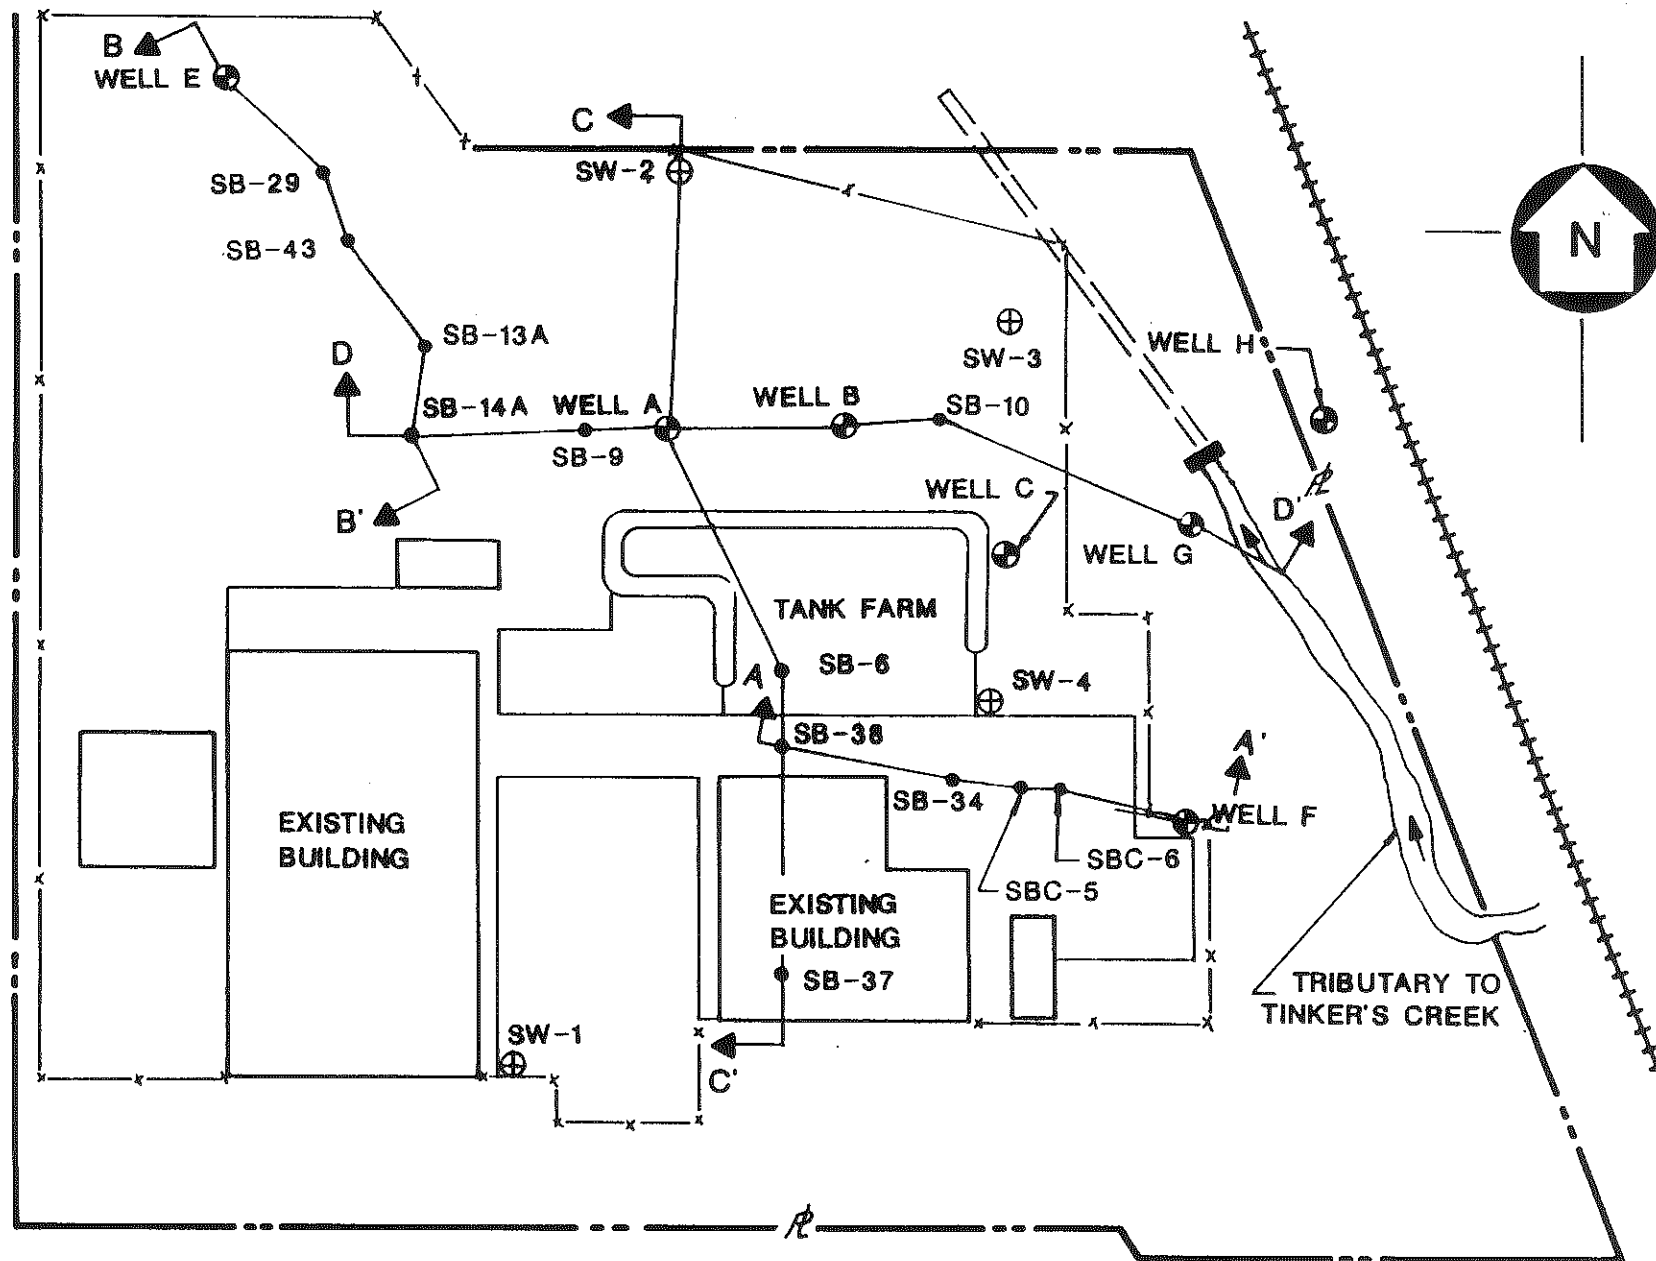 B
WELL E
C
SW-2
SB-29
SB-43
N
SB-13A
SW-3
WELL H
D
SB-14A
WELL A
WELL B
SB-10
SB-9
WELL C
B'
D'
PL
WELL G
TANK FARM
SB-6
A
SW-4
SB-38
A'
SB-34
WELL F
EXISTING
BUILDING
SBC-6
SBC-5
EXISTING
BUILDING
SB-37
TRIBUTARY TO
TINKER'S CREEK
SW-1
C'
PL